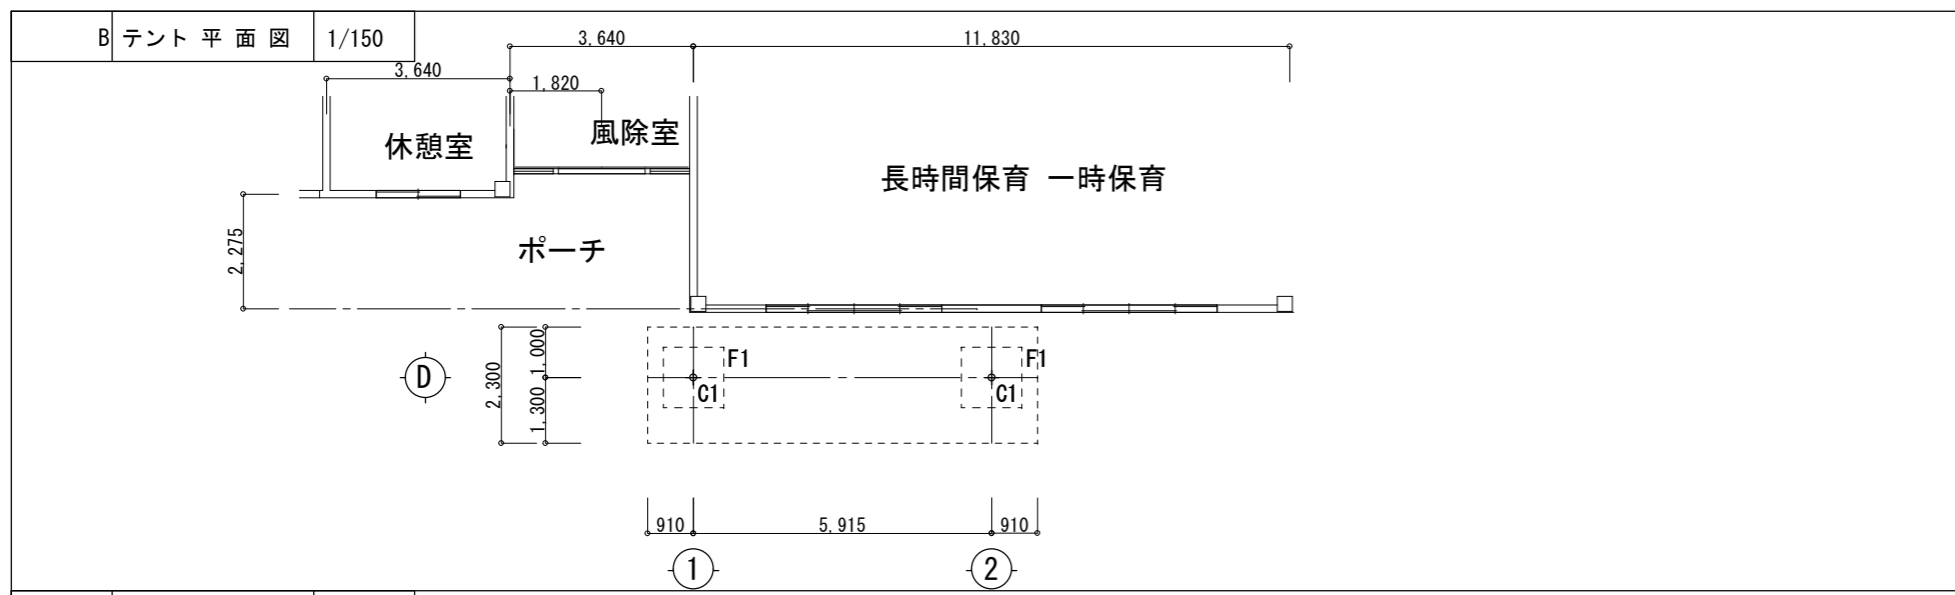 B テント 平 面 図 1/150
3,640 11,830
3,640 1,820
休憩室 風除室
長時間保育 一時保育
2,275
ポーチ
D
2,300
1,000
1,300
F1 F1
C1 C1
910 5,915 910
1 2